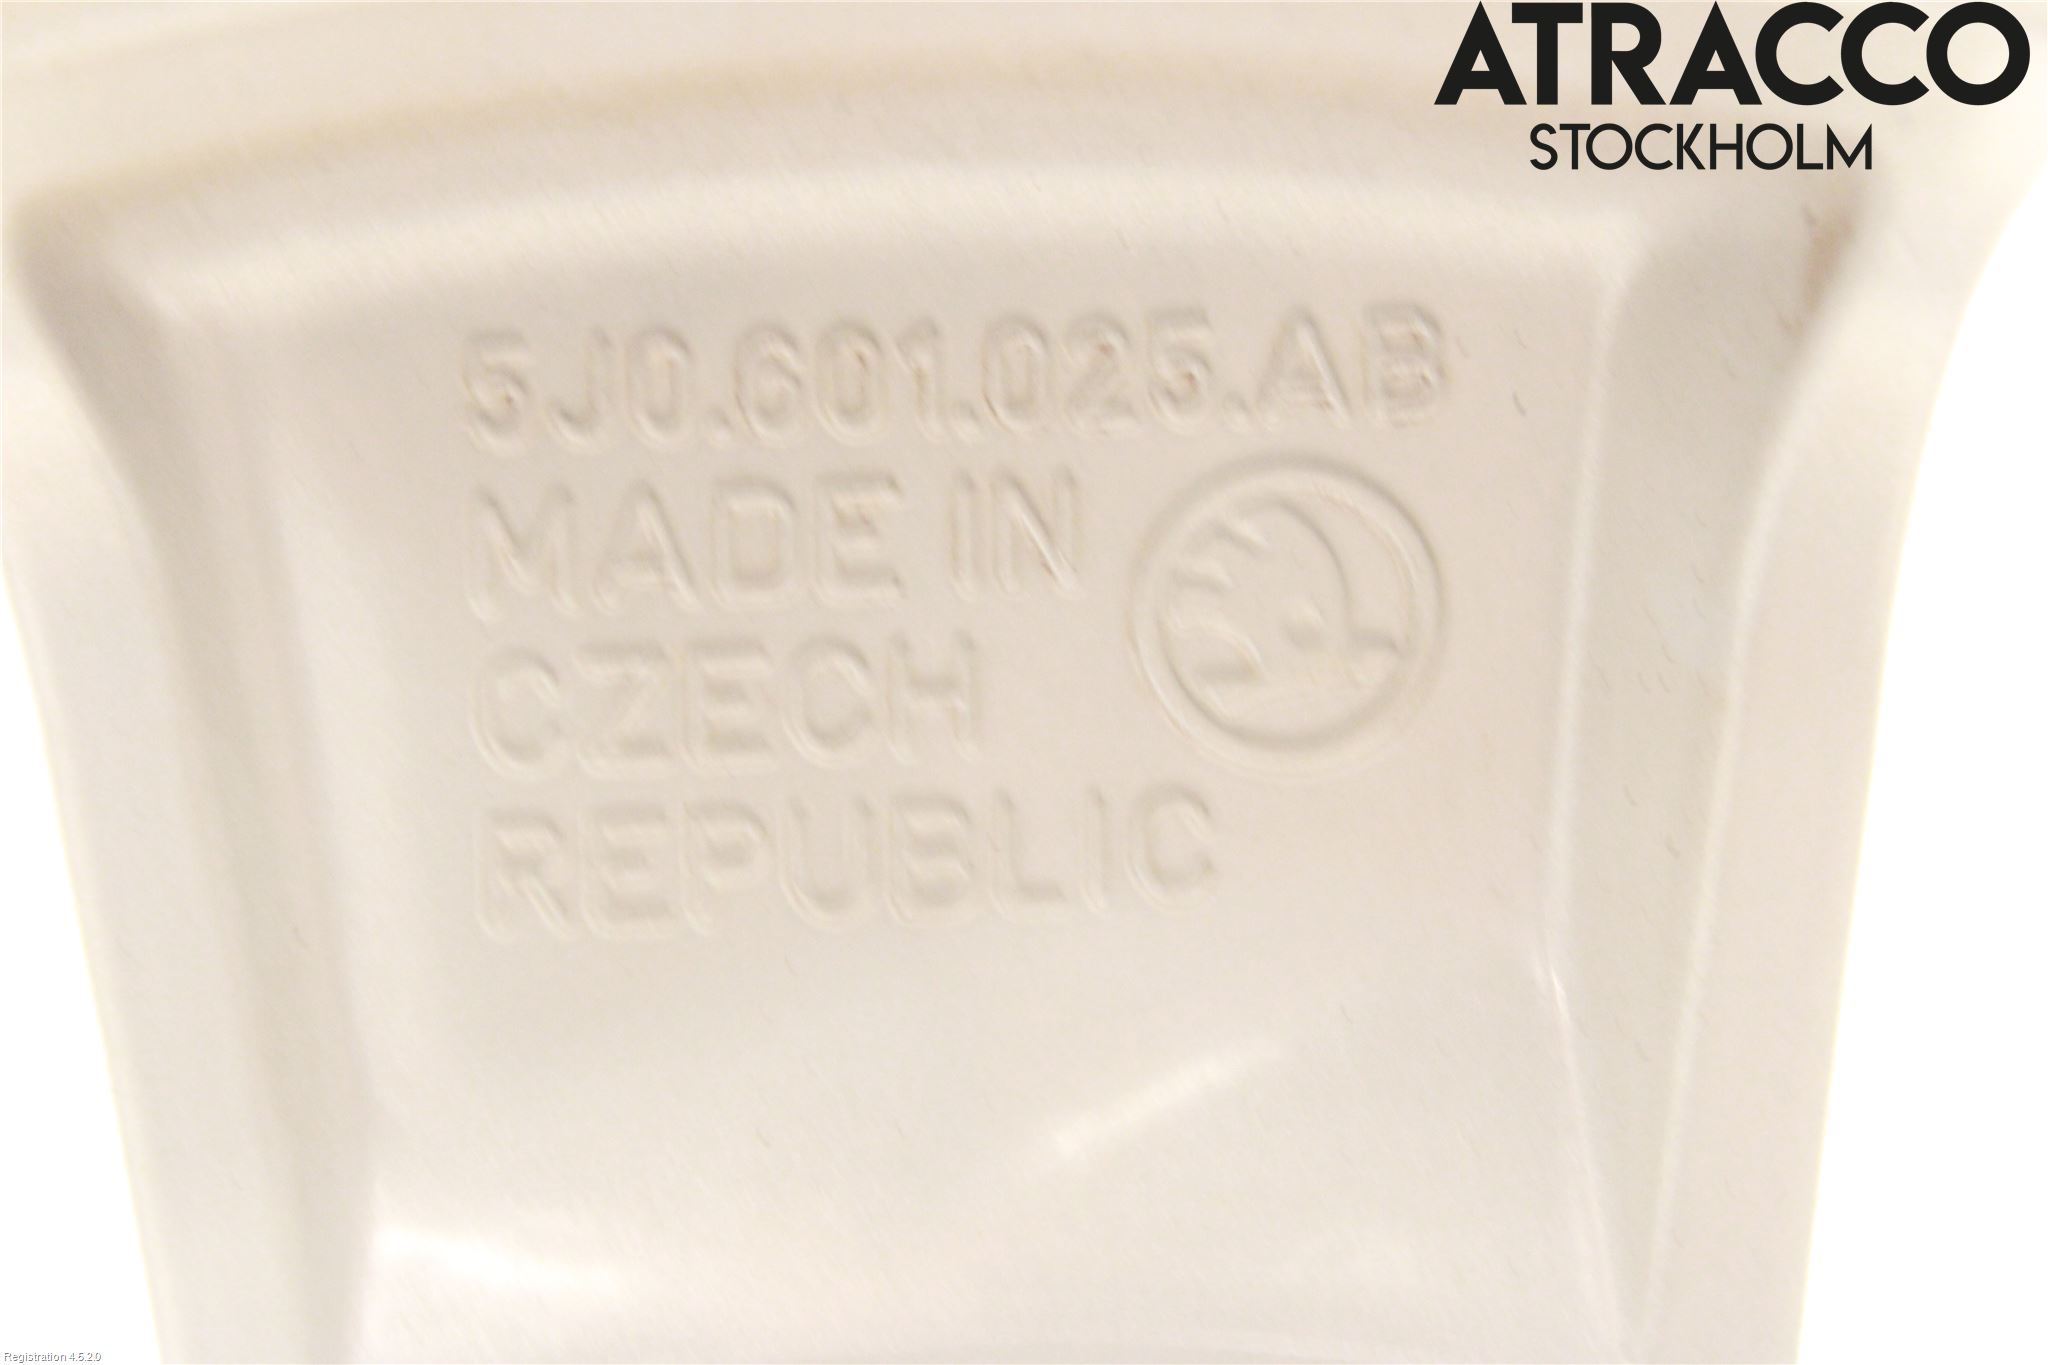 ATRACCO
STOCKHOLM
5J0.601.025.AB
MADE IN
CZECH
REPUBLIC
Registration 4.5.2.0